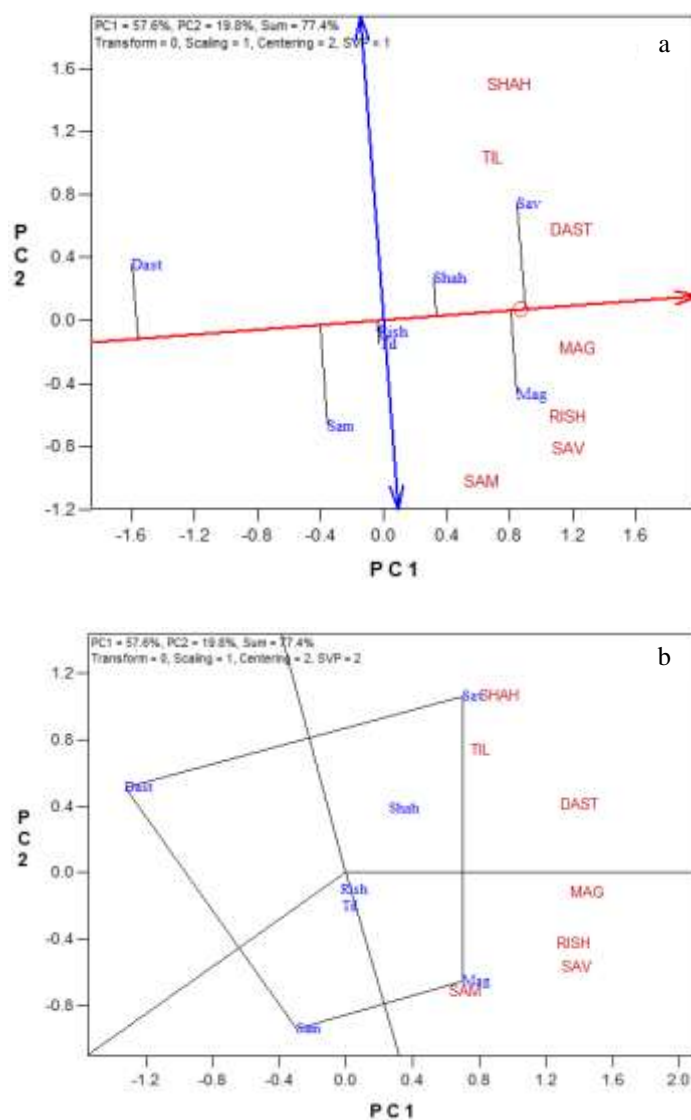 PC1 = 57.6%, PC2 = 19.8%, Sum = 77.4%
Transform = 0, Scaling = 1, Centering = 2, SVP = 1
a
1.6
SHAH
1.2
TIL
P
C
2
0.8
Sav
DAST
0.4
Dast
Shah
0.0
Rish
MAG
-0.4
Mag
RISH
Sam
-0.8
SAV
SAM
-1.2
-1.6 -1.2 -0.8 -0.4 0.0 0.4 0.8 1.2 1.6
PC1
PC1 = 57.6%, PC2 = 19.8%, Sum = 77.4%
Transform = 0, Scaling = 1, Centering = 2, SVP = 2
b
1.2
Sav SHAH
0.8
TIL
P
C
2
Dast
0.4
Shah
DAST
0.0
Rish
MAG
Til
-0.4
RISH
SAV
Mag
-0.8
SAM
Sam
-1.2 -0.8 -0.4 0.0 0.4 0.8 1.2 1.6 2.0
PC1